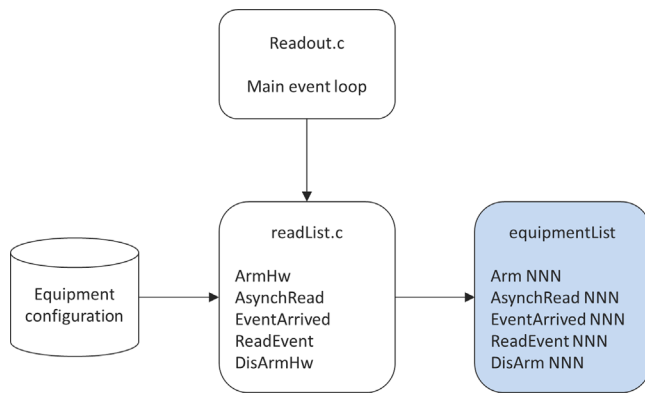 Readout.c
Main event loop
Equipment
configuration
readList.c
ArmHw
AsynchRead
EventArrived
ReadEvent
DisArmHw
equipmentList
Arm NNN
AsynchRead NNN
EventArrived NNN
ReadEvent NNN
DisArm NNN